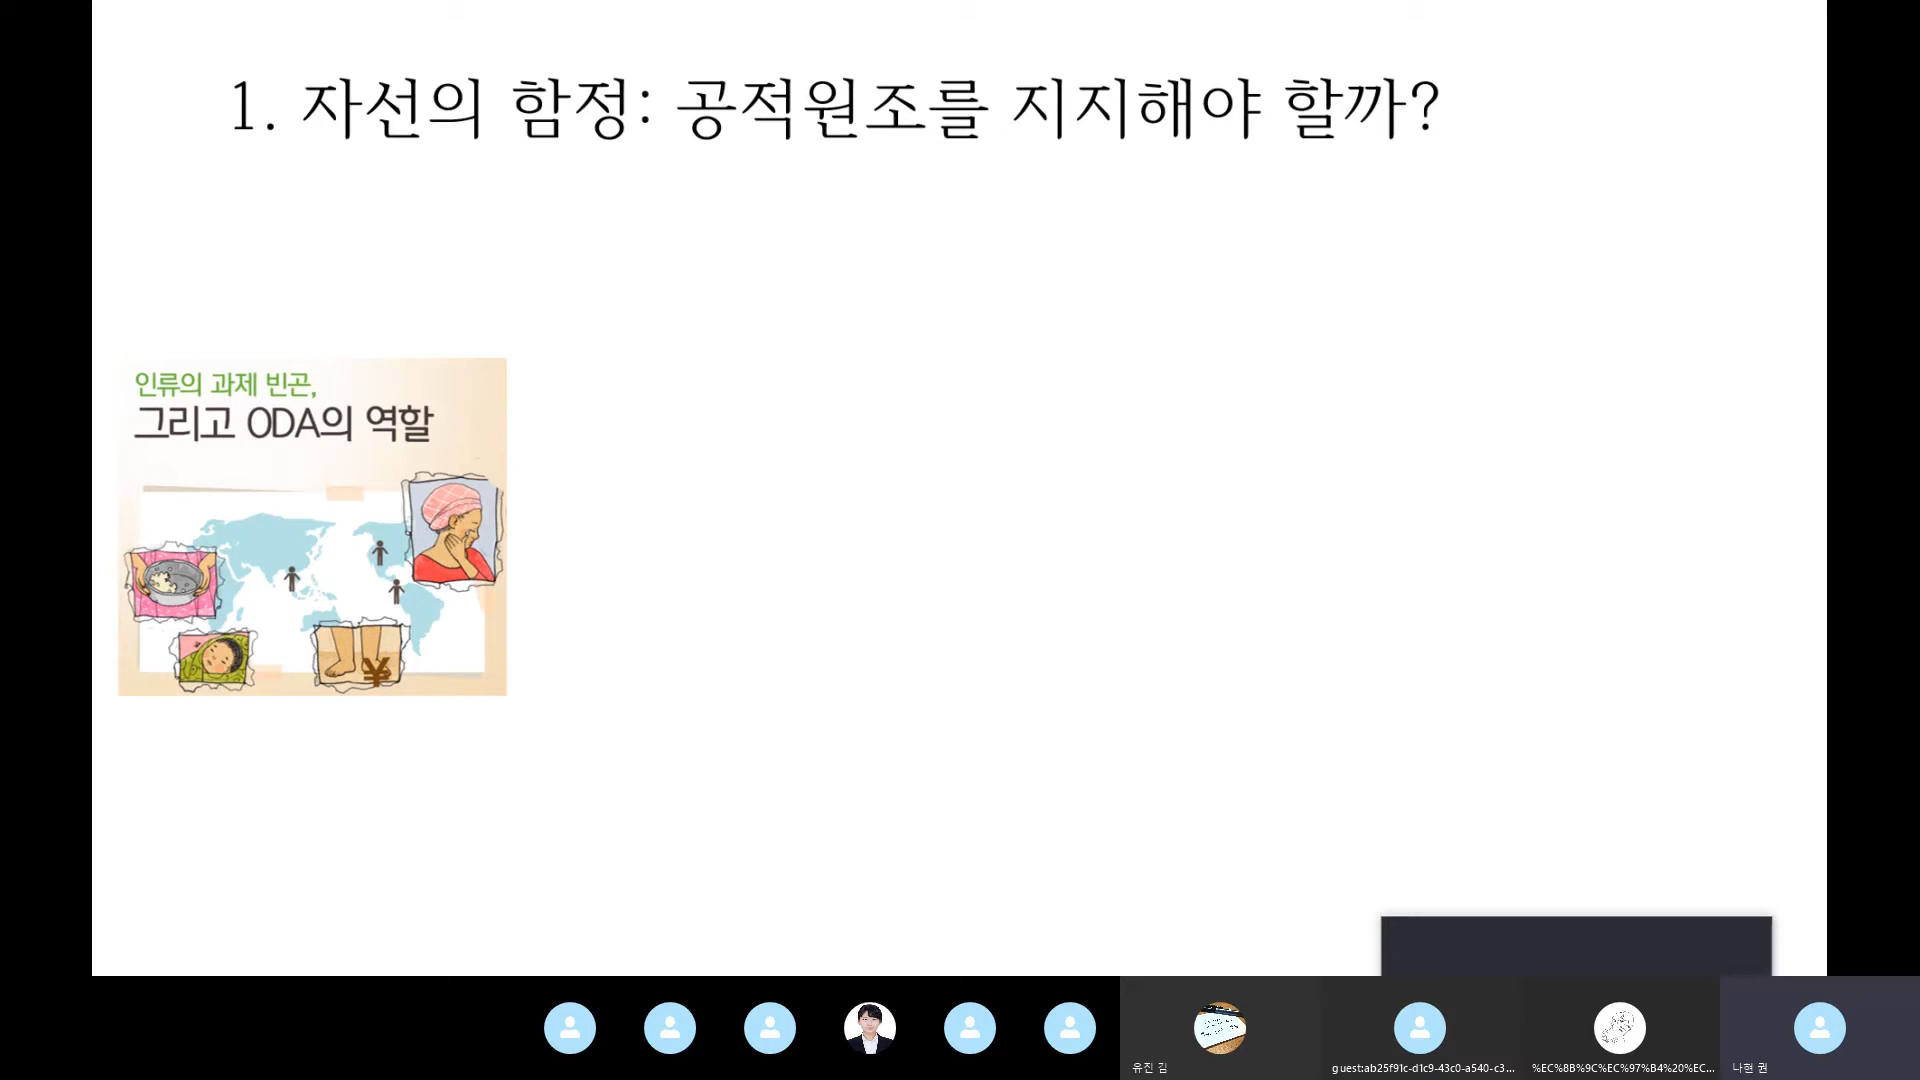 1. 자선의 함정: 공적원조를 지지해야 할까?
인류의 과제 빈곤,
그리고 ODA의 역할
유진 김
guest:ab25f91c-d1c9-43c0-a540-c3...
%EC%8B%9C%EC%97%B4%20%EC...
나현 권